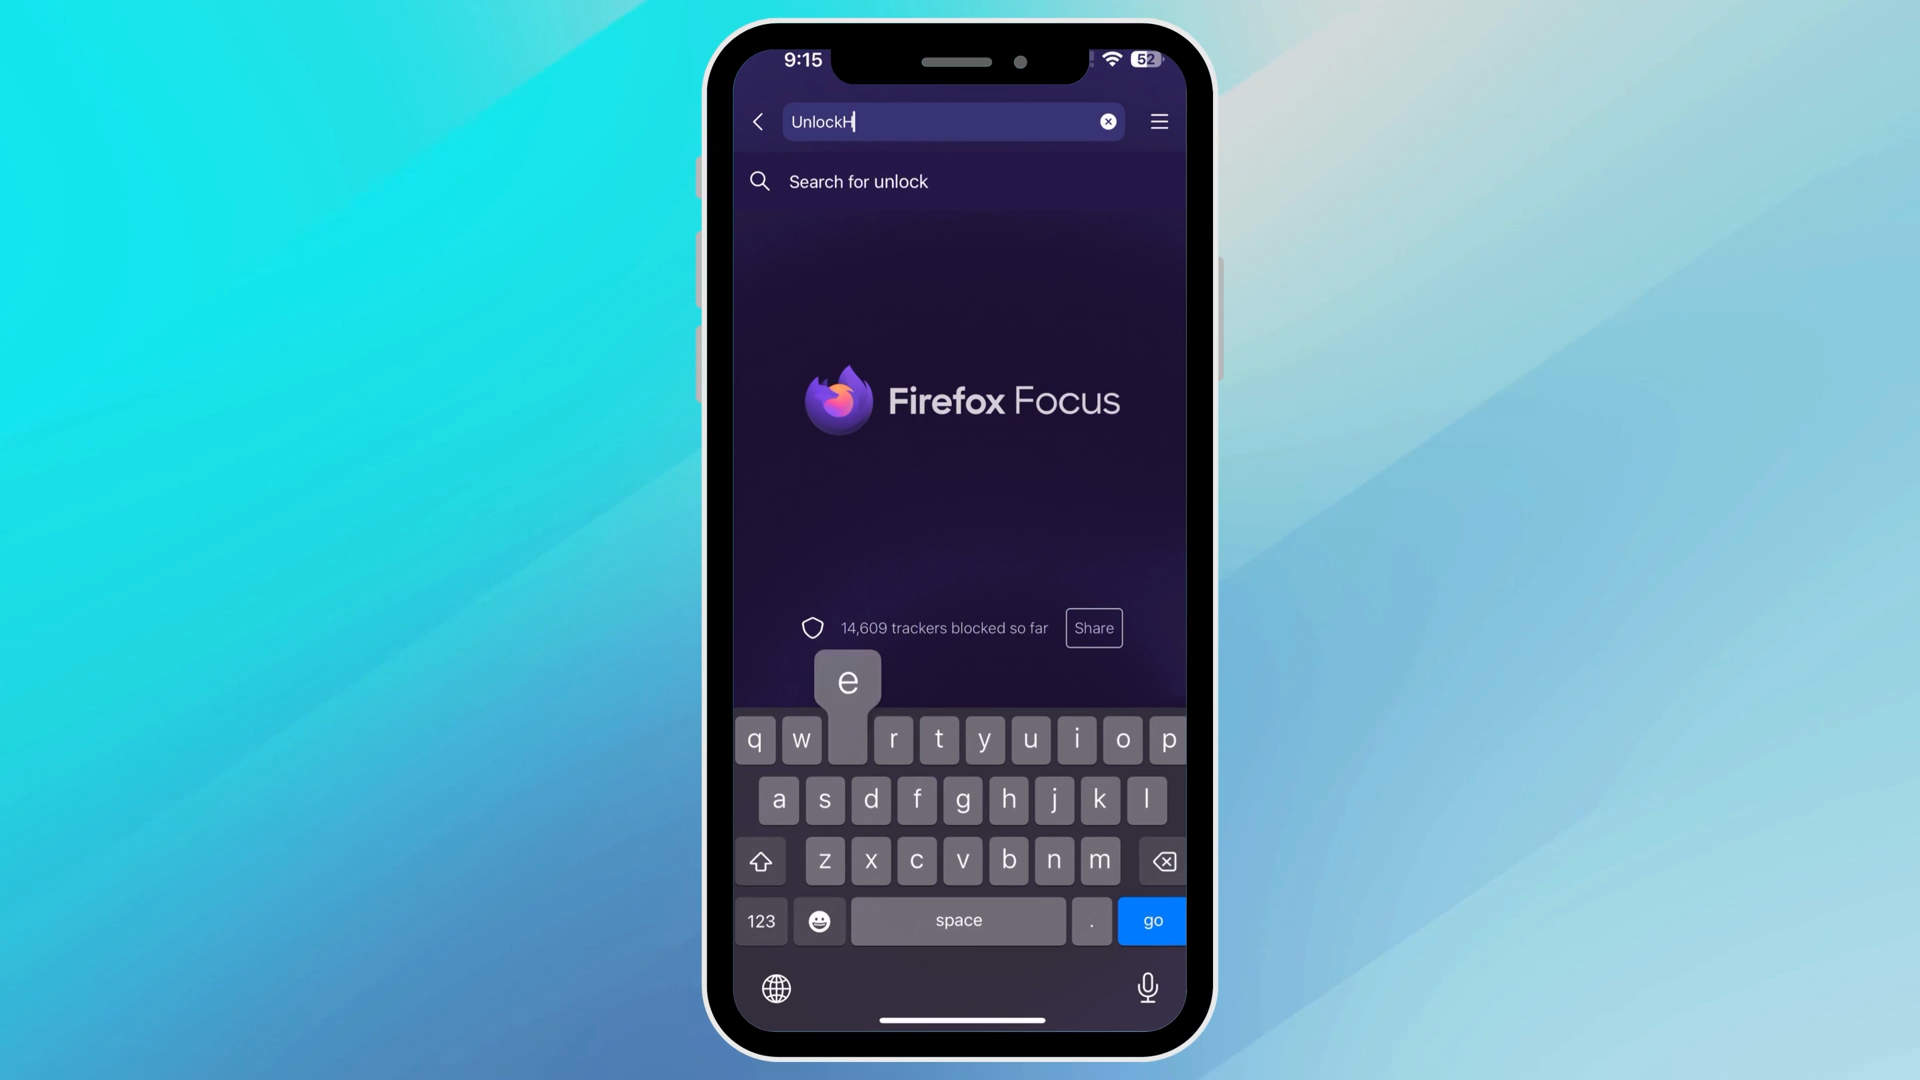 9:15
52
UnlockH
Search for unlock
Firefox Focus
14,609 trackers blocked so far
Share
e
q w r t y u i o p
a s d f g h j k l
z x c v b n m
123 space . go